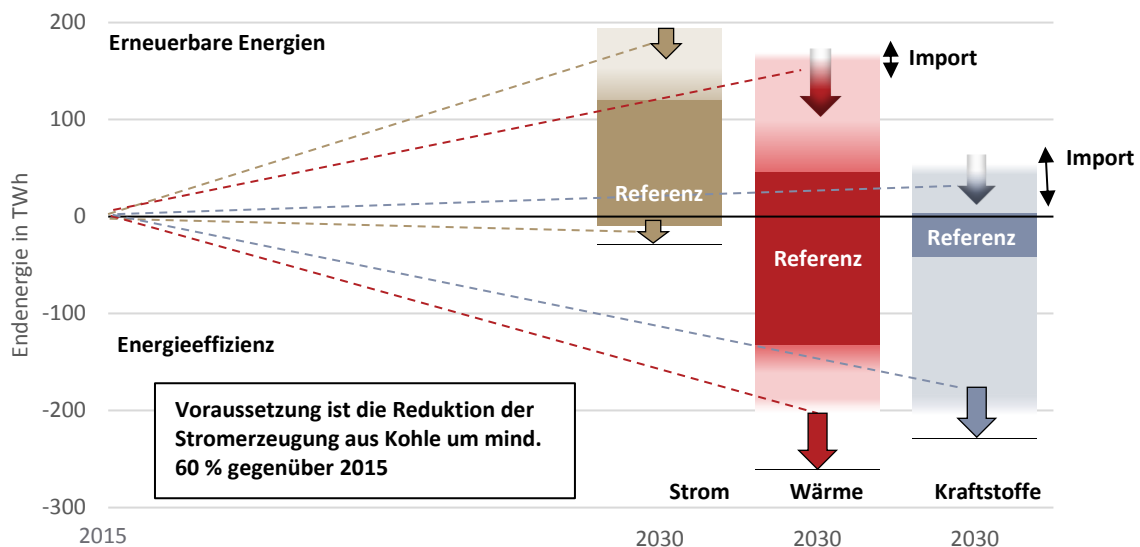 200
Erneuerbare Energien
Import
100
Import
Referenz
0
Referenz
Referenz
Endenergie in TWh
-100
Energieeffizienz
Voraussetzung ist die Reduktion der
Stromerzeugung aus Kohle um mind.
60 % gegenüber 2015
-200
Strom Wärme Kraftstoffe
-300
2015 2030 2030 2030